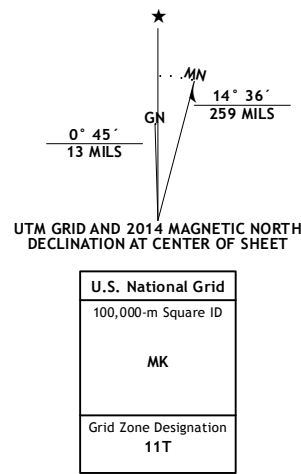 ★
MN
GN
14° 36´
259 MILS
0° 45´
13 MILS
UTM GRID AND 2014 MAGNETIC NORTH
DECLINATION AT CENTER OF SHEET
U.S. National Grid
100,000-m Square ID
MK
Grid Zone Designation
11T